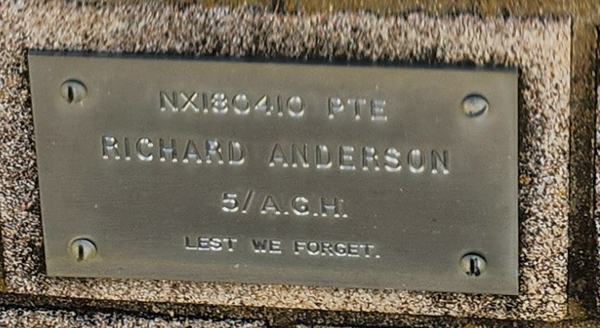 NX180410 PTE
RICHARD ANDERSON
5/A.G.H.
LEST WE FORGET.